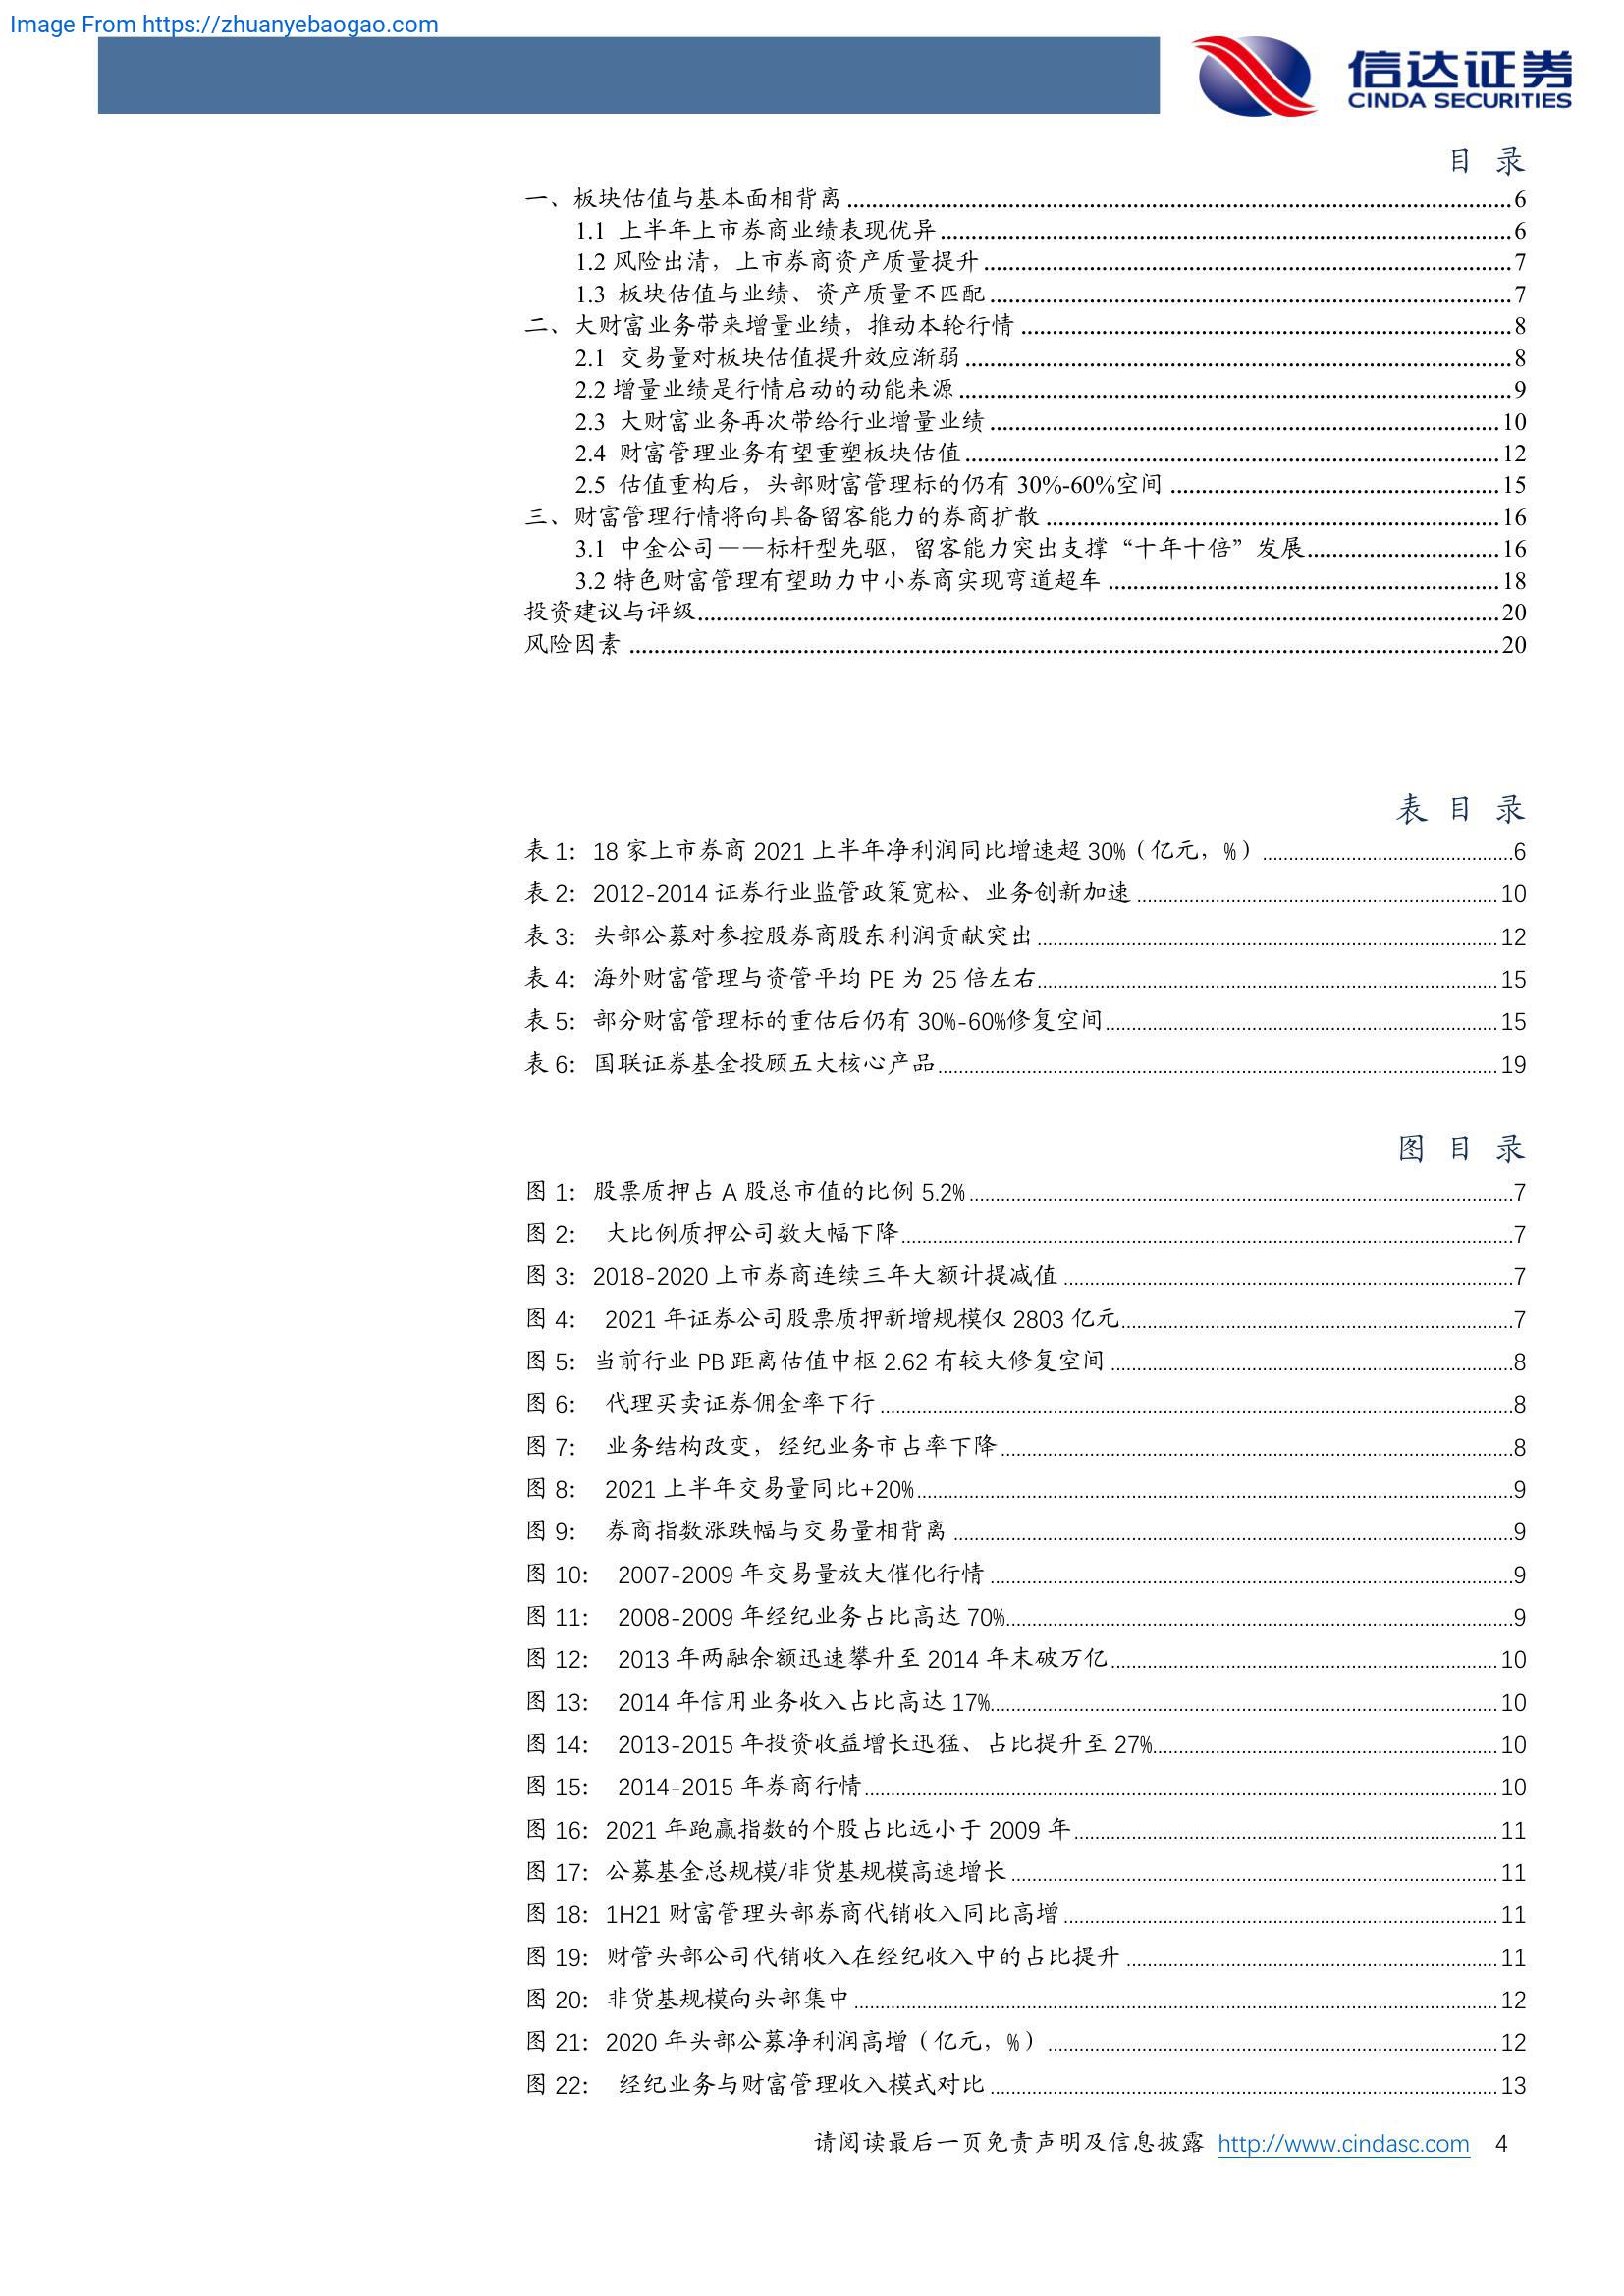 Image From https://zhuanyebaogao.com
信达证券
CINDA SECURITIES
目 录
一、板块估值与基本面相背离 ........ 6
1.1 上半年上市券商业绩表现优异 ........ 6
1.2 风险出清，上市券商资产质量提升 ........ 7
1.3 板块估值与业绩、资产质量不匹配 ........ 7
二、大财富业务带来增量业绩，推动本轮行情 ........ 8
2.1 交易量对板块估值提升效应渐弱 ........ 8
2.2 增量业绩是行情启动的动能来源 ........ 9
2.3 大财富业务再次带给行业增量业绩 ........ 10
2.4 财富管理业务有望重塑板块估值 ........ 12
2.5 估值重构后，头部财富管理标的仍有 30%-60%空间 ........ 15
三、财富管理行情将向具备留客能力的券商扩散 ........ 16
3.1 中金公司——标杆型先驱，留客能力突出支撑“十年十倍”发展 ........ 16
3.2 特色财富管理有望助力中小券商实现弯道超车 ........ 18
投资建议与评级 ........ 20
风险因素 ........ 20
表 目 录
表 1：18 家上市券商 2021 上半年净利润同比增速超 30%（亿元，%） ........ 6
表 2：2012-2014 证券行业监管政策宽松、业务创新加速 ........ 10
表 3：头部公募对参控股券商股东利润贡献突出 ........ 12
表 4：海外财富管理与资管平均 PE 为 25 倍左右 ........ 15
表 5：部分财富管理标的重估后仍有 30%-60%修复空间 ........ 15
表 6：国联证券基金投顾五大核心产品 ........ 19
图 目 录
图 1：股票质押占 A 股总市值的比例 5.2% ........ 7
图 2： 大比例质押公司数大幅下降 ........ 7
图 3：2018-2020 上市券商连续三年大额计提减值 ........ 7
图 4： 2021 年证券公司股票质押新增规模仅 2803 亿元 ........ 7
图 5：当前行业 PB 距离估值中枢 2.62 有较大修复空间 ........ 8
图 6： 代理买卖证券佣金率下行 ........ 8
图 7： 业务结构改变，经纪业务市占率下降 ........ 8
图 8： 2021 上半年交易量同比+20% ........ 9
图 9： 券商指数涨跌幅与交易量相背离 ........ 9
图 10： 2007-2009 年交易量放大催化行情 ........ 9
图 11： 2008-2009 年经纪业务占比高达 70% ........ 9
图 12： 2013 年两融余额迅速攀升至 2014 年末破万亿 ........ 10
图 13： 2014 年信用业务收入占比高达 17% ........ 10
图 14： 2013-2015 年投资收益增长迅猛、占比提升至 27% ........ 10
图 15： 2014-2015 年券商行情 ........ 10
图 16：2021 年跑赢指数的个股占比远小于 2009 年 ........ 11
图 17：公募基金总规模/非货基规模高速增长 ........ 11
图 18：1H21 财富管理头部券商代销收入同比高增 ........ 11
图 19：财管头部公司代销收入在经纪收入中的占比提升 ........ 11
图 20：非货基规模向头部集中 ........ 12
图 21：2020 年头部公募净利润高增（亿元，%） ........ 12
图 22： 经纪业务与财富管理收入模式对比 ........ 13
请阅读最后一页免责声明及信息披露 http://www.cindasc.com 4